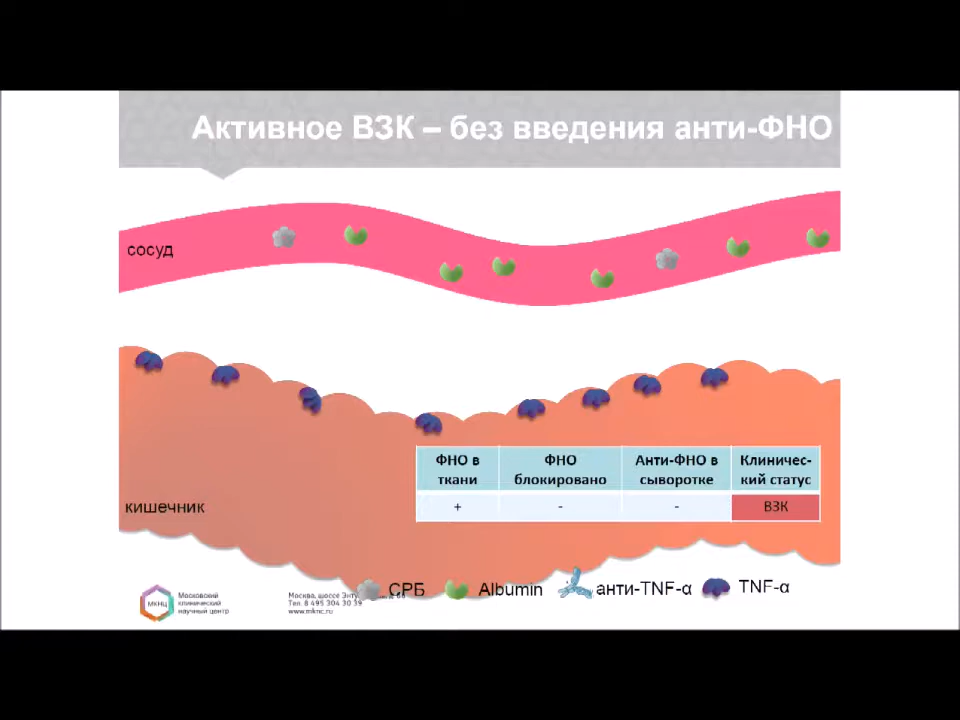 Активное ВЗК – без введения анти-ФНО
сосуд
ФНО в ткани
ФНО блокировано
Анти-ФНО в сыворотке
Клиничес-кий статус
+
-
-
ВЗК
кишечник
СРБ
Albumin
анти-TNF-α
TNF-α
МКНЦ
Московский
клинический
научный центр
Москва, шоссе
Тел. 8 495 304 30 39
www.mknc.ru